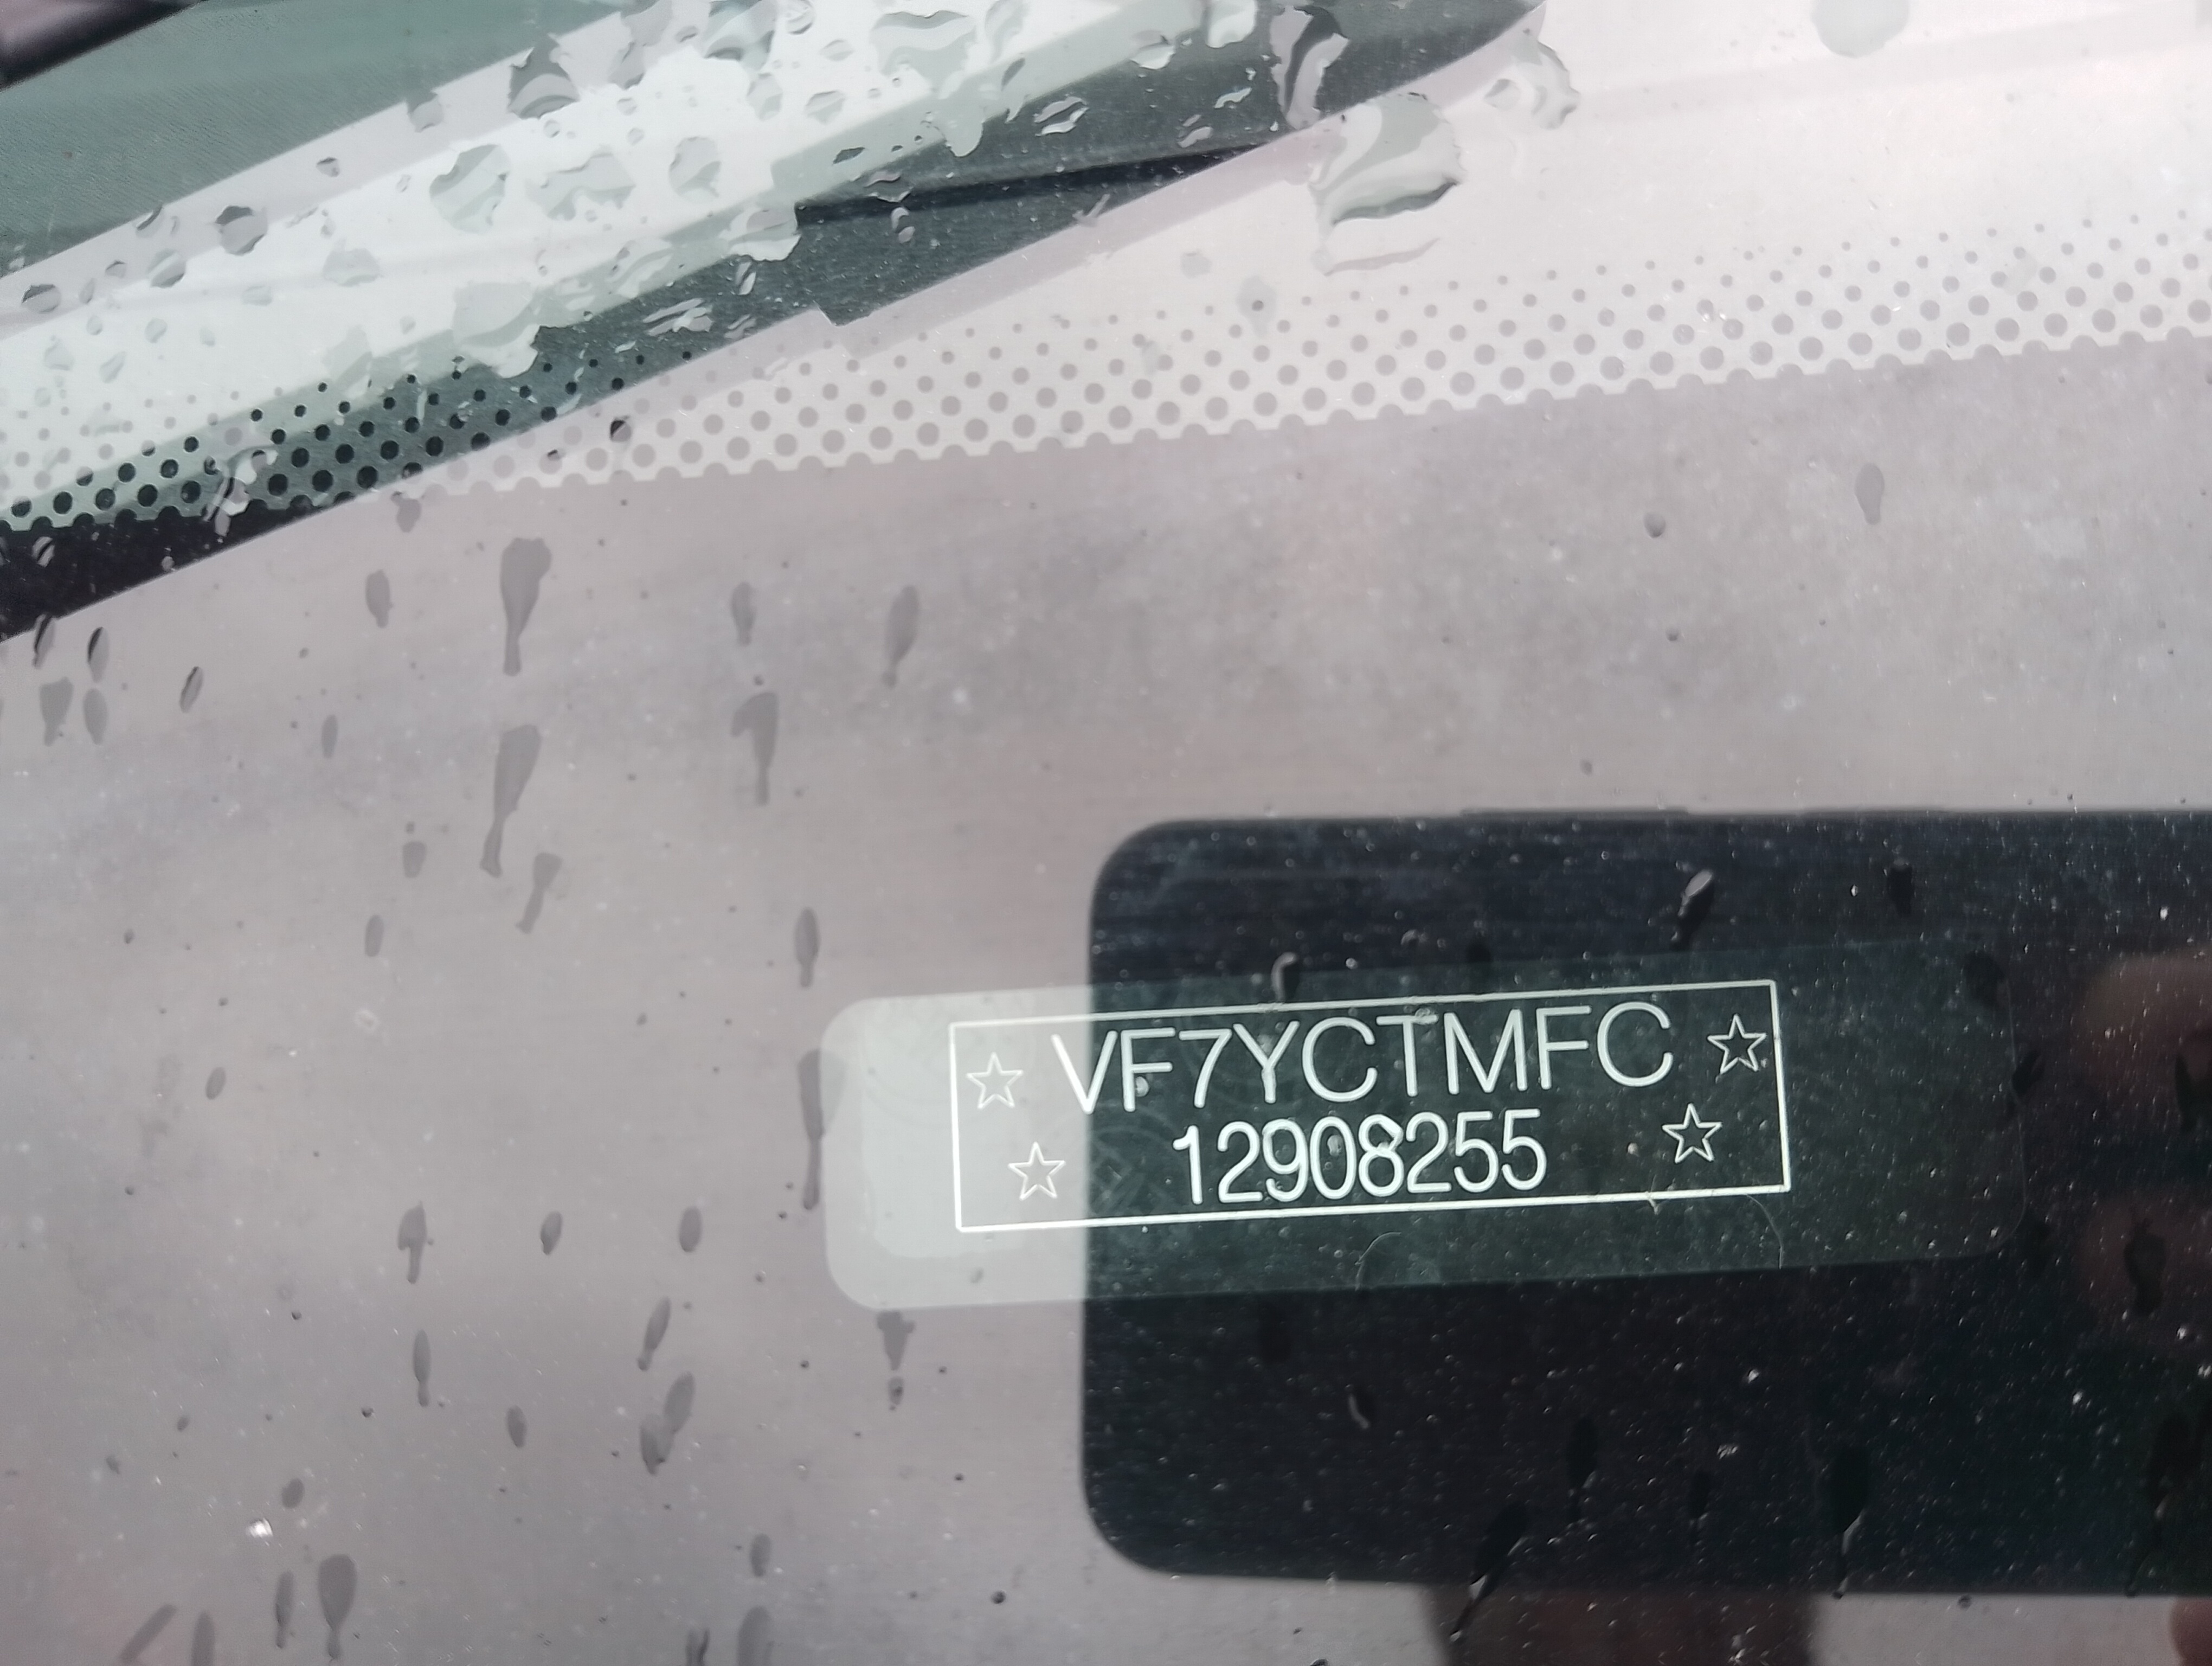 ☆ VF7YCTMFC ☆
☆ 12908255 ☆